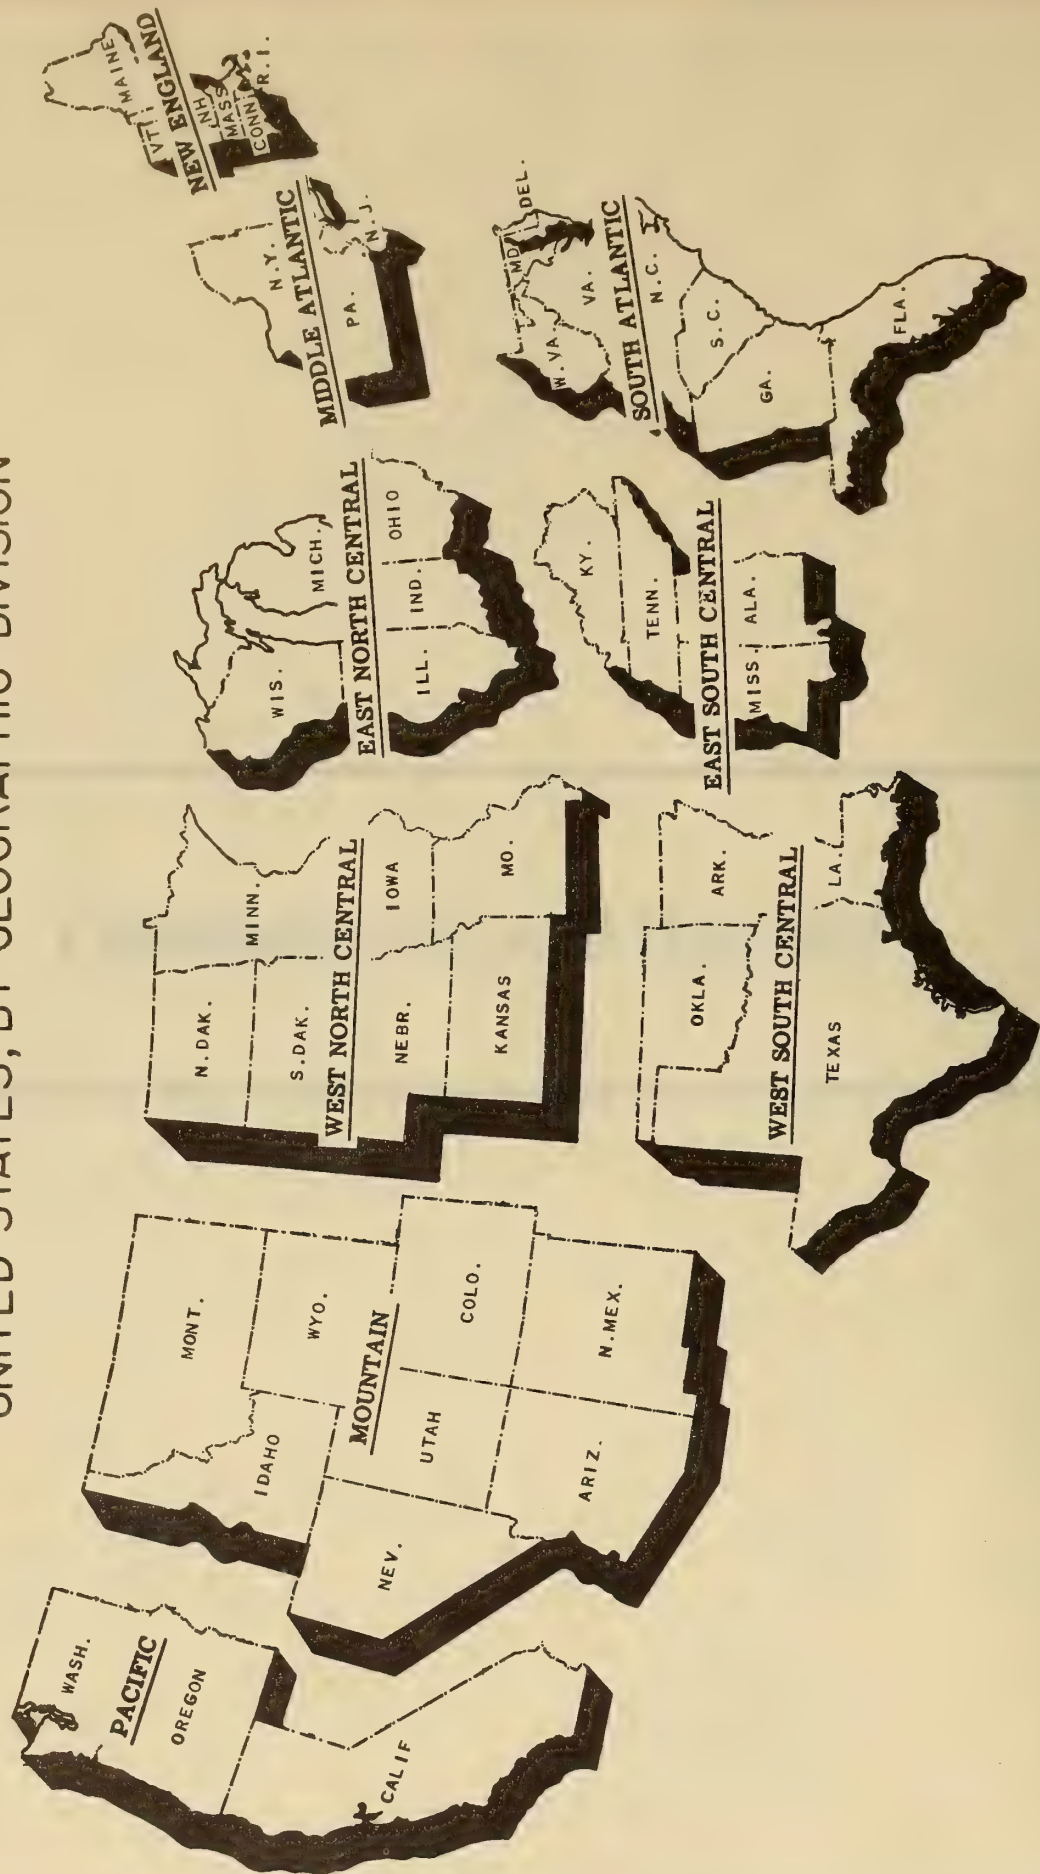 UNITED STATES, BY GEOGRAPHIC DIVISION
WASH.
PACIFIC
OREGON
CALIF
MONT.
IDAHO
WYO.
MOUNTAIN
NEV.
UTAH
COLO.
ARIZ.
N.MEX.
N.DAK.
MINN.
S.DAK.
WEST NORTH CENTRAL
NEBR.
IOWA
KANSAS
MO.
OKLA.
ARK.
WEST SOUTH CENTRAL
TEXAS
LA.
WIS.
MICH.
EAST NORTH CENTRAL
ILL.
IND.
OHIO
KY.
TENN.
EAST SOUTH CENTRAL
MISS.
ALA.
N.Y.
MIDDLE ATLANTIC
PA.
N.J.
MAINE
VT.
NEW ENGLAND
NH
MASS
CONN
R.I.
MD.
DEL.
W.VA.
VA.
SOUTH ATLANTIC
N.C.
S.C.
GA.
FLA.